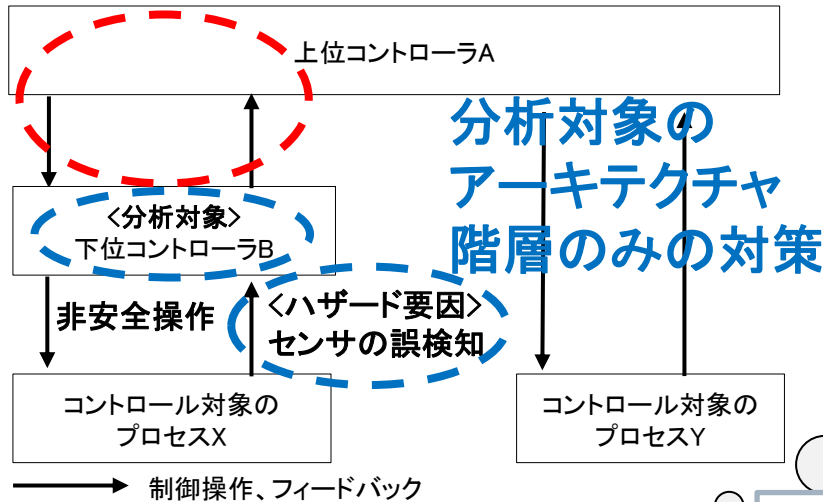 上位コントローラA
分析対象の
アーキテクチャ
階層のみの対策
<分析対象>
下位コントローラB
非安全操作
<ハザード要因>
センサの誤検知
コントロール対象の
プロセスX
コントロール対象の
プロセスY
制御操作、フィードバック